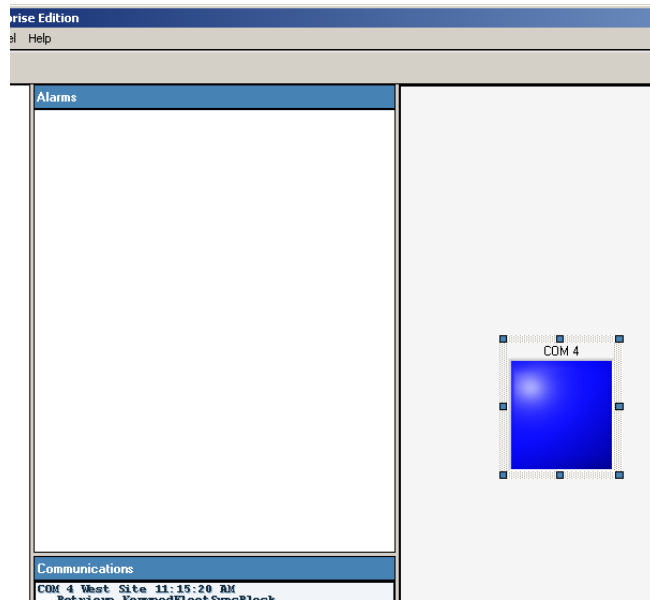 rise Edition
el Help
Alarms
COM 4
Communications
COM 4 West Site 11:15:20 AM